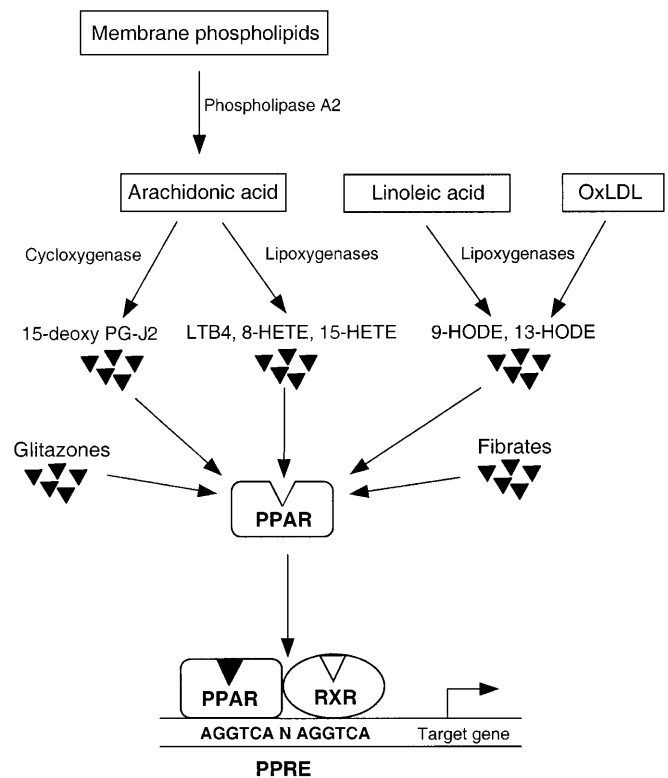 Membrane phospholipids
Phospholipase A2
Arachidonic acid
Linoleic acid
OxLDL
Cycloxygenase
Lipoxygenases
Lipoxygenases
15-deoxy PG-J2
LTB4, 8-HETE, 15-HETE
9-HODE, 13-HODE
Glitazones
Fibrates
PPAR
PPAR
RXR
AGGTCA N AGGTCA
Target gene
PPRE